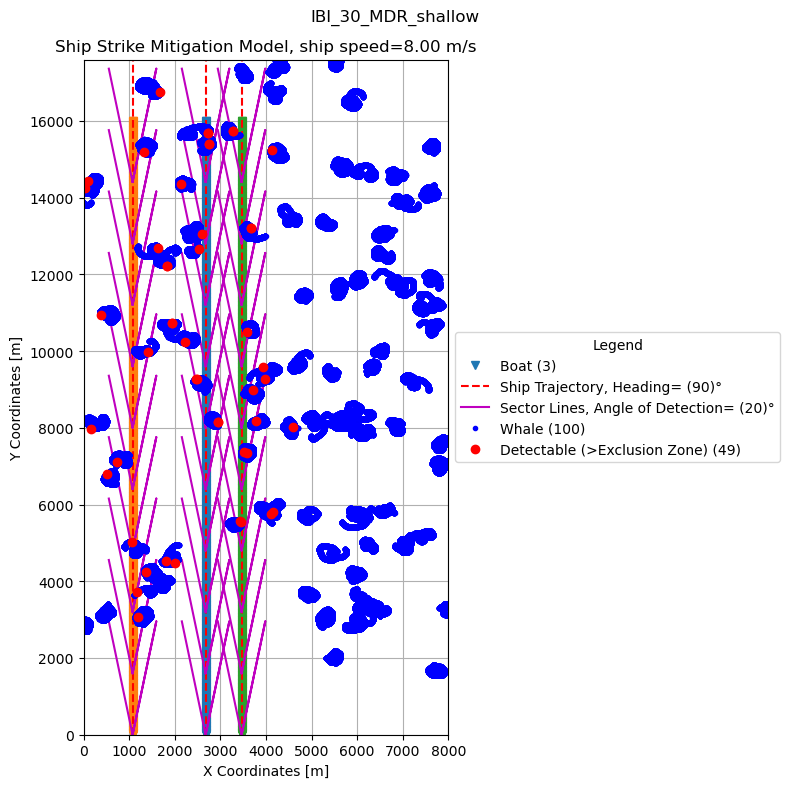 IBI_30_MDR_shallow
Ship Strike Mitigation Model, ship speed=8.00 m/s
Y Coordinates [m]
16000
14000
12000
10000
8000
6000
4000
2000
0
0 1000 2000 3000 4000 5000 6000 7000 8000
X Coordinates [m]
Legend
Boat (3)
Ship Trajectory, Heading= (90)°
Sector Lines, Angle of Detection= (20)°
Whale (100)
Detectable (>Exclusion Zone) (49)